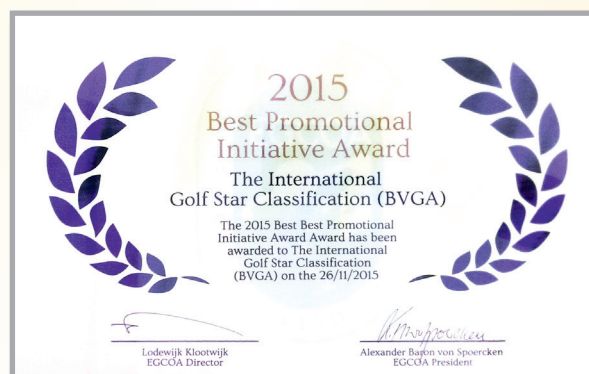 2015
Best Promotional
Initiative Award
The International
Golf Star Classification (BVGA)
The 2015 Best Best Promotional
Initiative Award Award has been
awarded to The International
Golf Star Classification
(BVGA) on the 26/11/2015
Lodewijk Klootwijk
EGCOA Director
Alexander Baron von Spoercken
EGCOA President